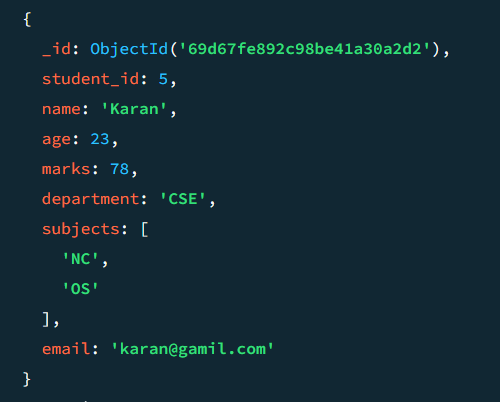 {
_id: ObjectId('69d67fe892c98be41a30a2d2'),
student_id: 5,
name: 'Karan',
age: 23,
marks: 78,
department: 'CSE',
subjects: [
'NC',
'OS'
],
email: 'karan@gamil.com'
}